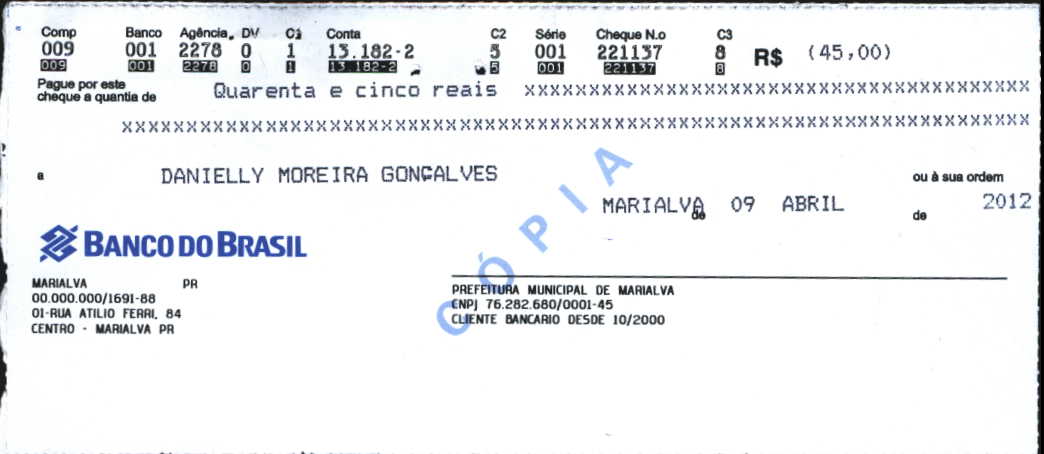 Comp Banco Agência DV C1 Conta C2 Série Cheque N.o C3
009 001 2278 0 1 13.182-2 5 001 221137 8 R$ (45,00)
009 001 2278 0 1 13.182-2 5 001 221137 8
Pague por este
cheque a quantia de Quarenta e cinco reais XXXXXXXXXXXXXXXXXXXXXXXXXXXXXXXXXXXXXXX
XXXXXXXXXXXXXXXXXXXXXXXXXXXXXXXXXXXXXXXXXXXXXXXXXXXXXXXXXXXXXXXXXXXXXXXXXXXX
a DANIELLY MOREIRA GONÇALVES ou à sua ordem
MARIALVA de 09 ABRIL de 2012
CÓPIA
BANCO DO BRASIL
MARIALVA PR
00.000.000/1691-88
01-RUA ATILIO FERRI, 84
CENTRO - MARIALVA PR
PREFEITURA MUNICIPAL DE MARIALVA
CNPJ 76.282.680/0001-45
CLIENTE BANCARIO DESDE 10/2000